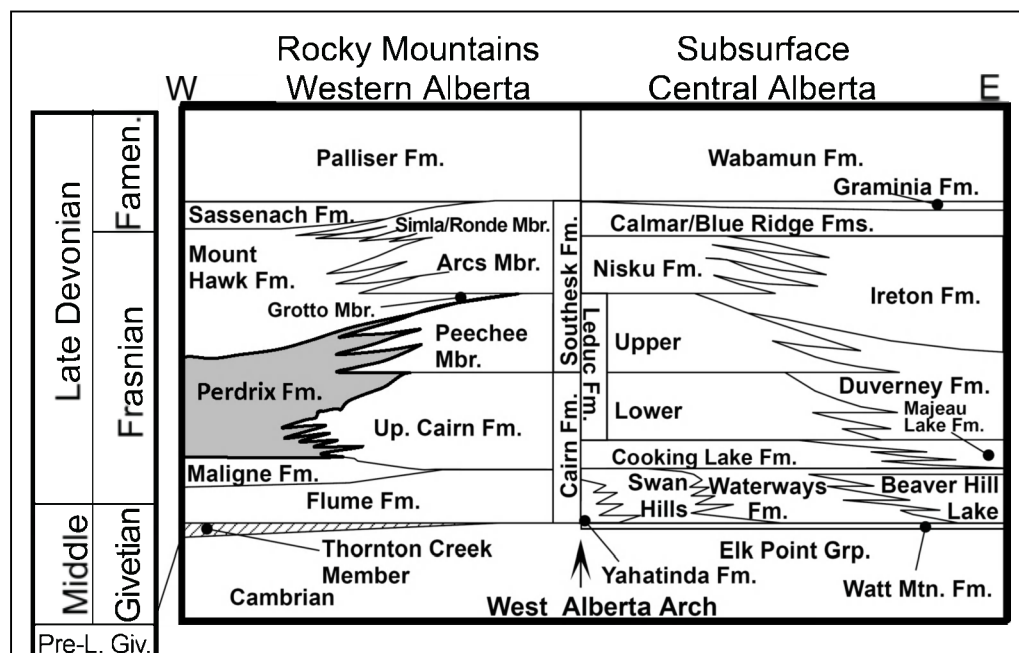 Rocky Mountains
Western Alberta
Subsurface
Central Alberta
W
E
Late Devonian
Famen.
Frasnian
Middle
Givetian
Pre-L. Giv.
Palliser Fm.
Wabamun Fm.
Graminia Fm.
Sassenach Fm.
Simla/Ronde Mbr.
Calmar/Blue Ridge Fms.
Mount
Hawk Fm.
Arcs Mbr.
Southesk Fm.
Nisku Fm.
Ireton Fm.
Grotto Mbr.
Peechee
Mbr.
Leduc Fm.
Upper
Perdrix Fm.
Duverney Fm.
Lower
Majeau
Lake Fm.
Up. Cairn Fm.
Cairn Fm.
Cooking Lake Fm.
Maligne Fm.
Swan
Hills
Waterways
Fm.
Beaver Hill
Lake
Flume Fm.
Thornton Creek
Member
Elk Point Grp.
Yahatinda Fm.
Watt Mtn. Fm.
Cambrian
West Alberta Arch